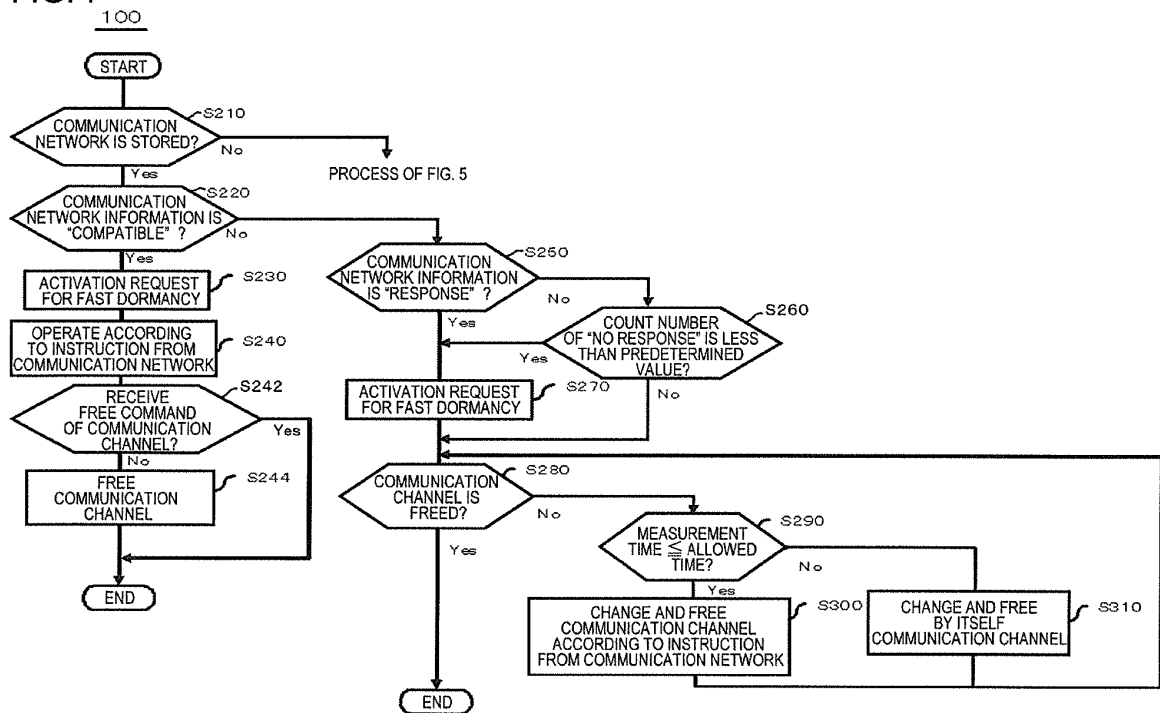 100
START
S210
COMMUNICATION
NETWORK IS STORED?
No
Yes
PROCESS OF FIG. 5
S220
COMMUNICATION
NETWORK INFORMATION IS
"COMPATIBLE" ?
No
Yes
S230
ACTIVATION REQUEST
FOR FAST DORMANCY
S240
OPERATE ACCORDING
TO INSTRUCTION FROM
COMMUNICATION NETWORK
S242
RECEIVE
FREE COMMAND
OF COMMUNICATION
CHANNEL?
Yes
No
S244
FREE
COMMUNICATION
CHANNEL
END
S250
COMMUNICATION
NETWORK INFORMATION
IS "RESPONSE" ?
No
Yes
S260
COUNT NUMBER
OF "NO RESPONSE" IS LESS
THAN PREDETERMINED
VALUE?
Yes
No
S270
ACTIVATION REQUEST
FOR FAST DORMANCY
S280
COMMUNICATION
CHANNEL IS
FREED?
No
Yes
S290
MEASUREMENT
TIME ≦ ALLOWED
TIME?
No
Yes
S300
CHANGE AND FREE
COMMUNICATION CHANNEL
ACCORDING TO INSTRUCTION
FROM COMMUNICATION NETWORK
S310
CHANGE AND FREE
BY ITSELF
COMMUNICATION CHANNEL
END